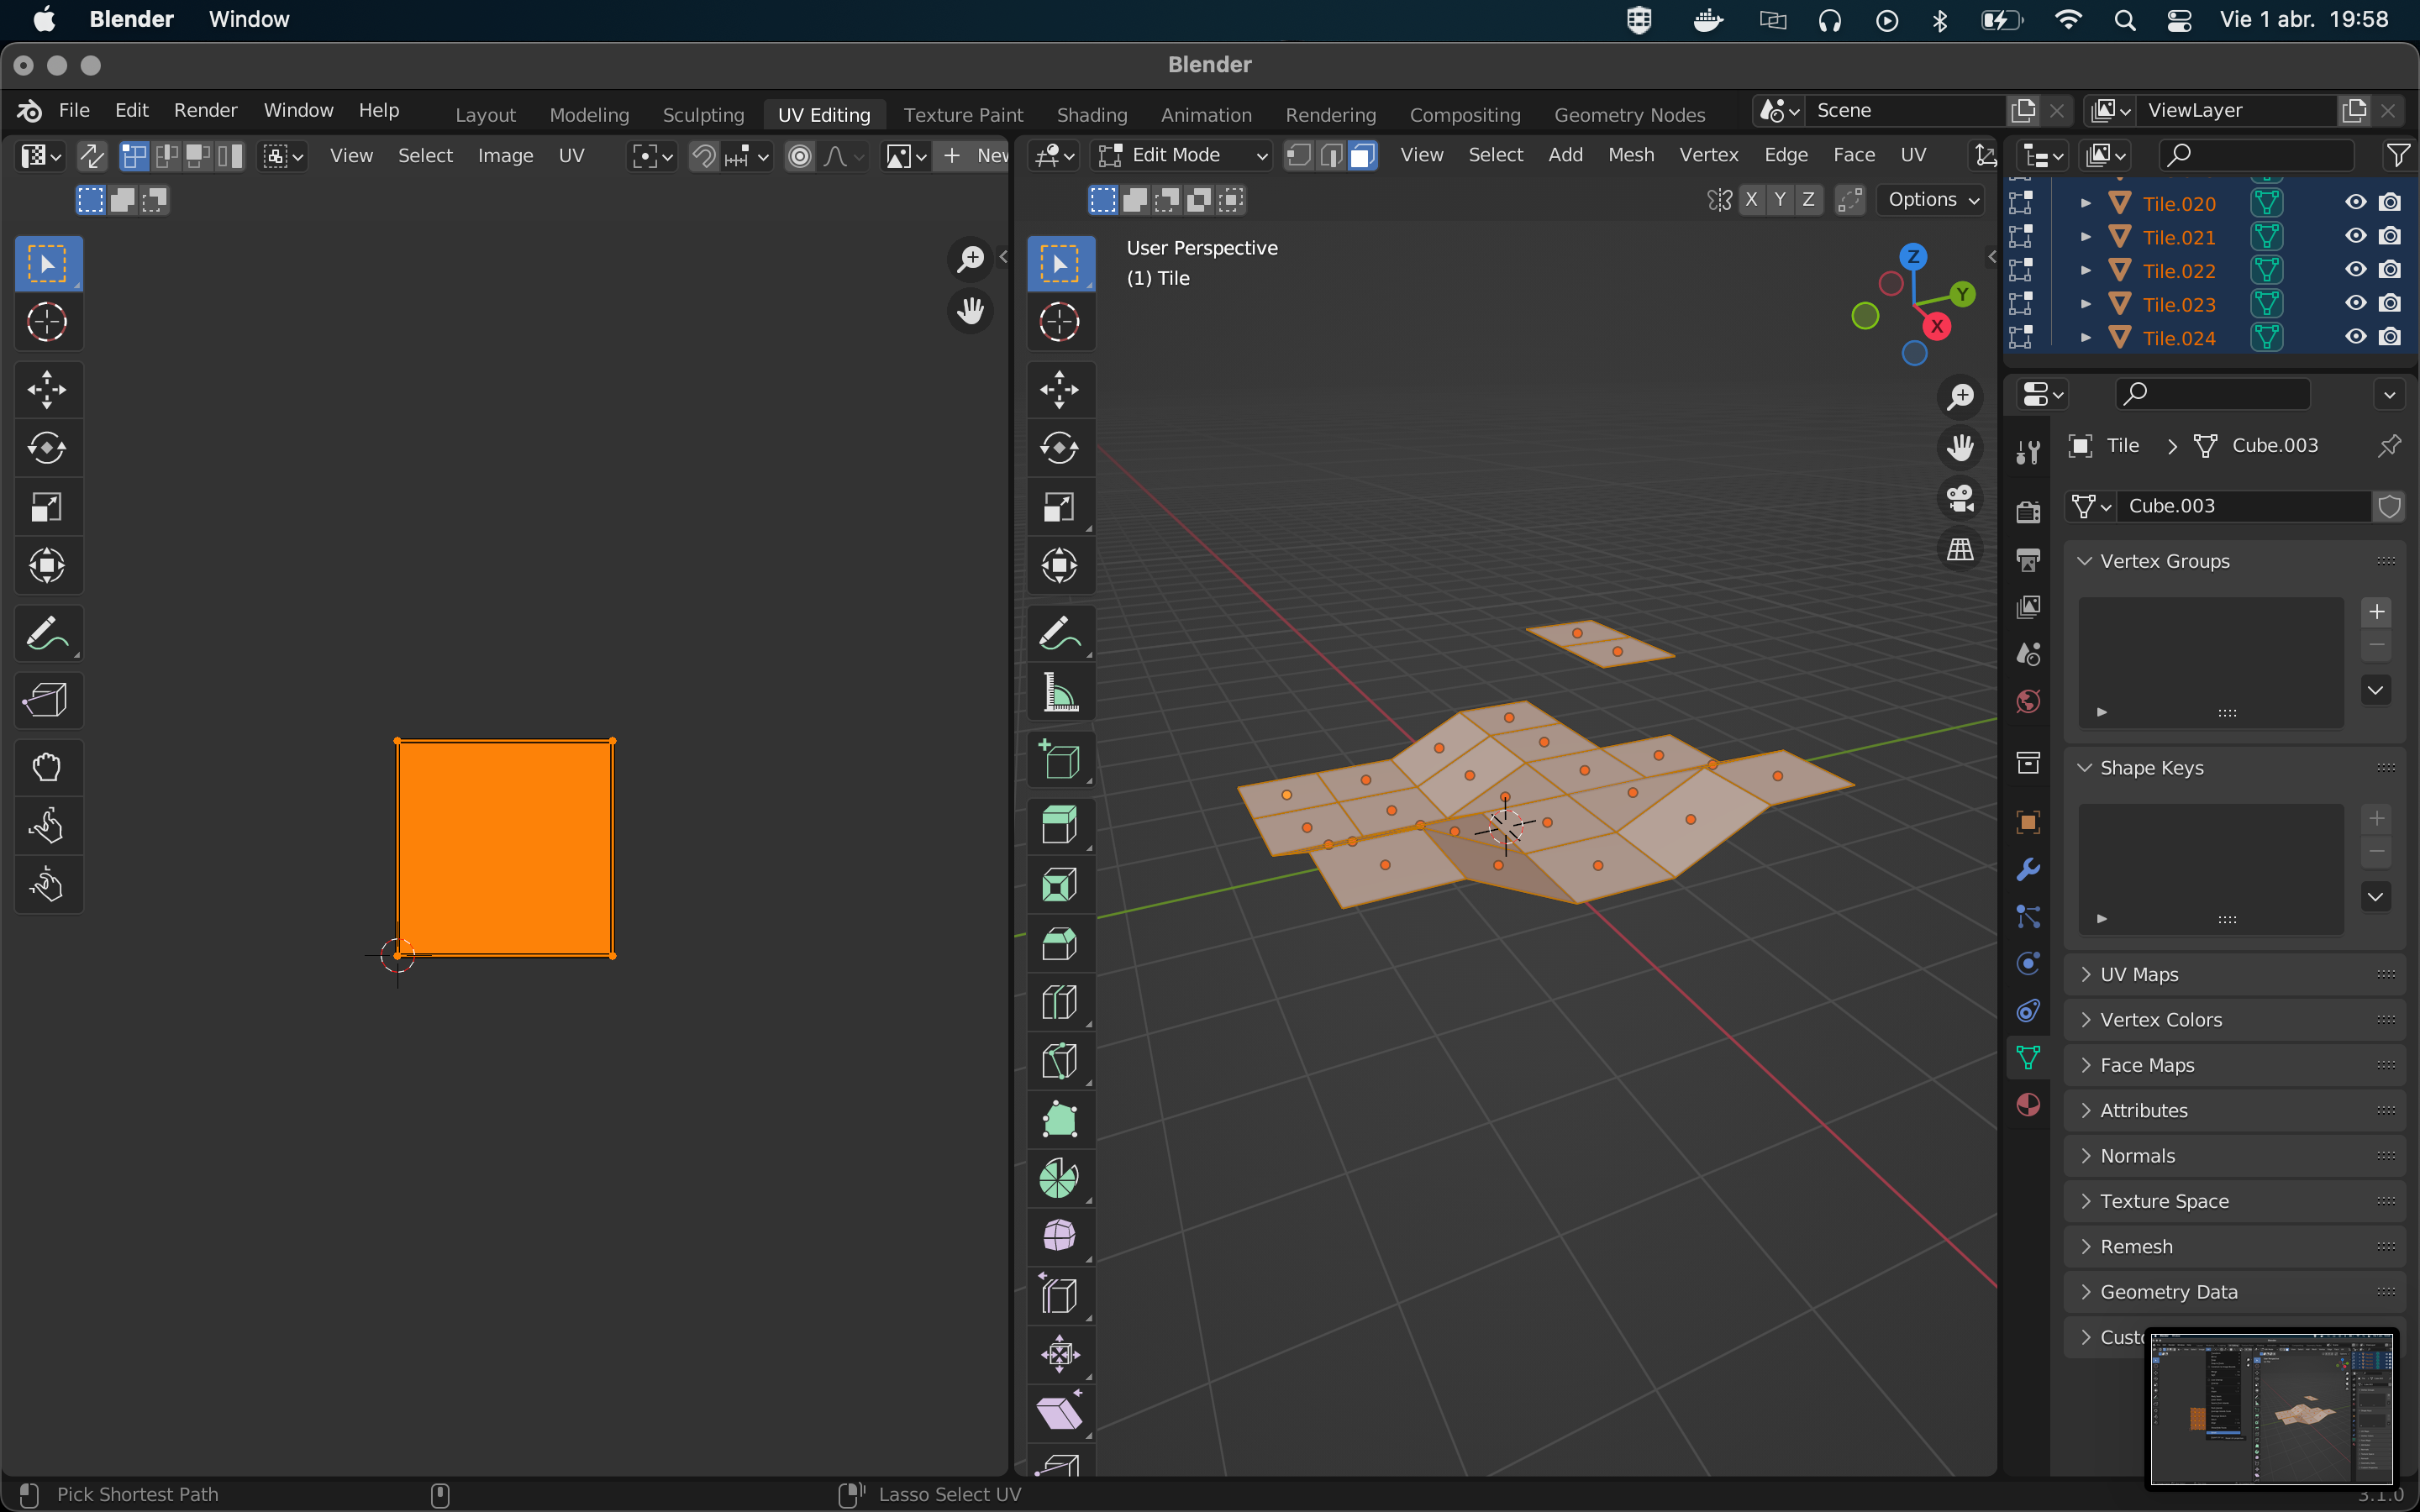 Blender Window Vie 1 abr. 19:58
Blender
File Edit Render Window Help Layout Modeling Sculpting UV Editing Texture Paint Shading Animation Rendering Compositing Geometry Nodes Scene ViewLayer
View Select Image UV New Edit Mode View Select Add Mesh Vertex Edge Face UV
X Y Z Options
User Perspective
(1) Tile
Z
Y
X
Tile.020
Tile.021
Tile.022
Tile.023
Tile.024
Tile > Cube.003
Cube.003
Vertex Groups
Shape Keys
UV Maps
Vertex Colors
Face Maps
Attributes
Normals
Texture Space
Remesh
Geometry Data
Pick Shortest Path Lasso Select UV 3.1.0